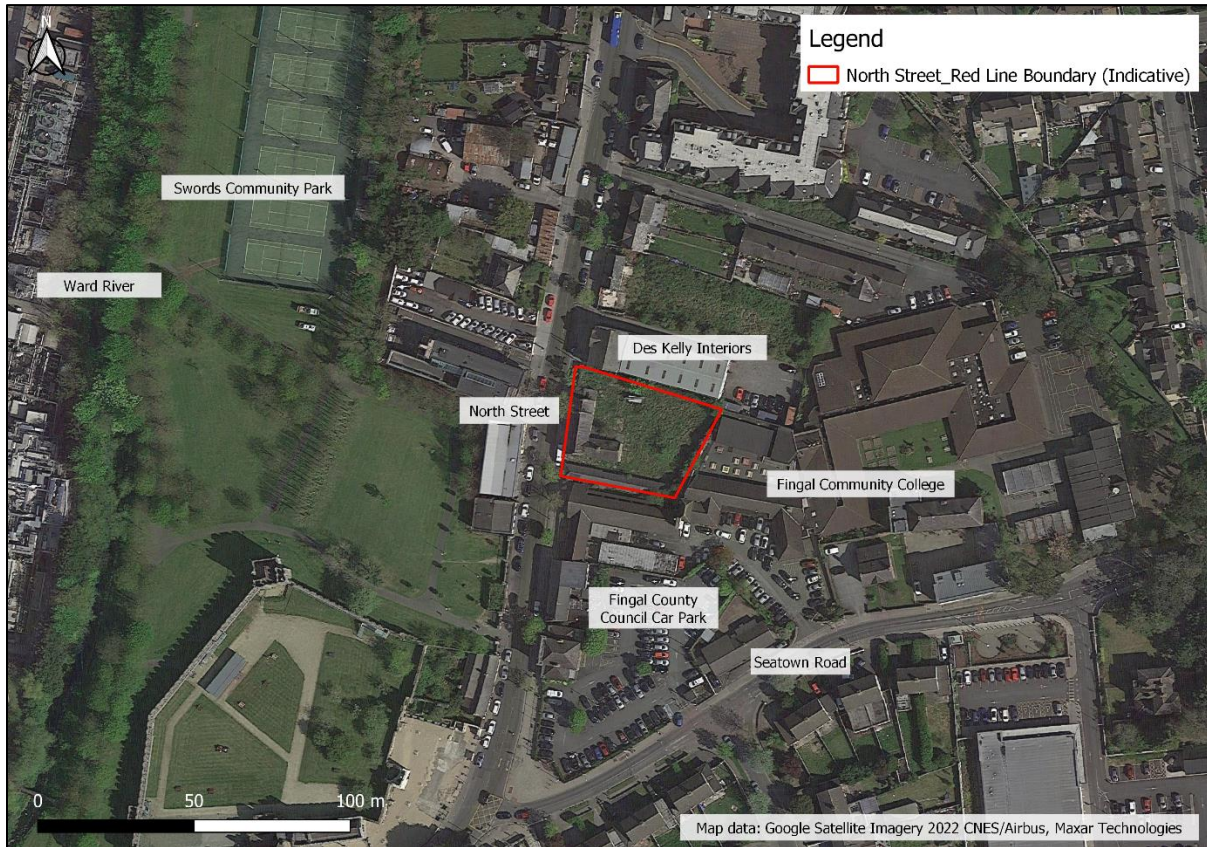 N
Legend
North Street_Red Line Boundary (Indicative)
Swords Community Park
Ward River
Des Kelly Interiors
North Street
Fingal Community College
Fingal County
Council Car Park
Seatown Road
0 50 100 m
Map data: Google Satellite Imagery 2022 CNES/Airbus, Maxar Technologies